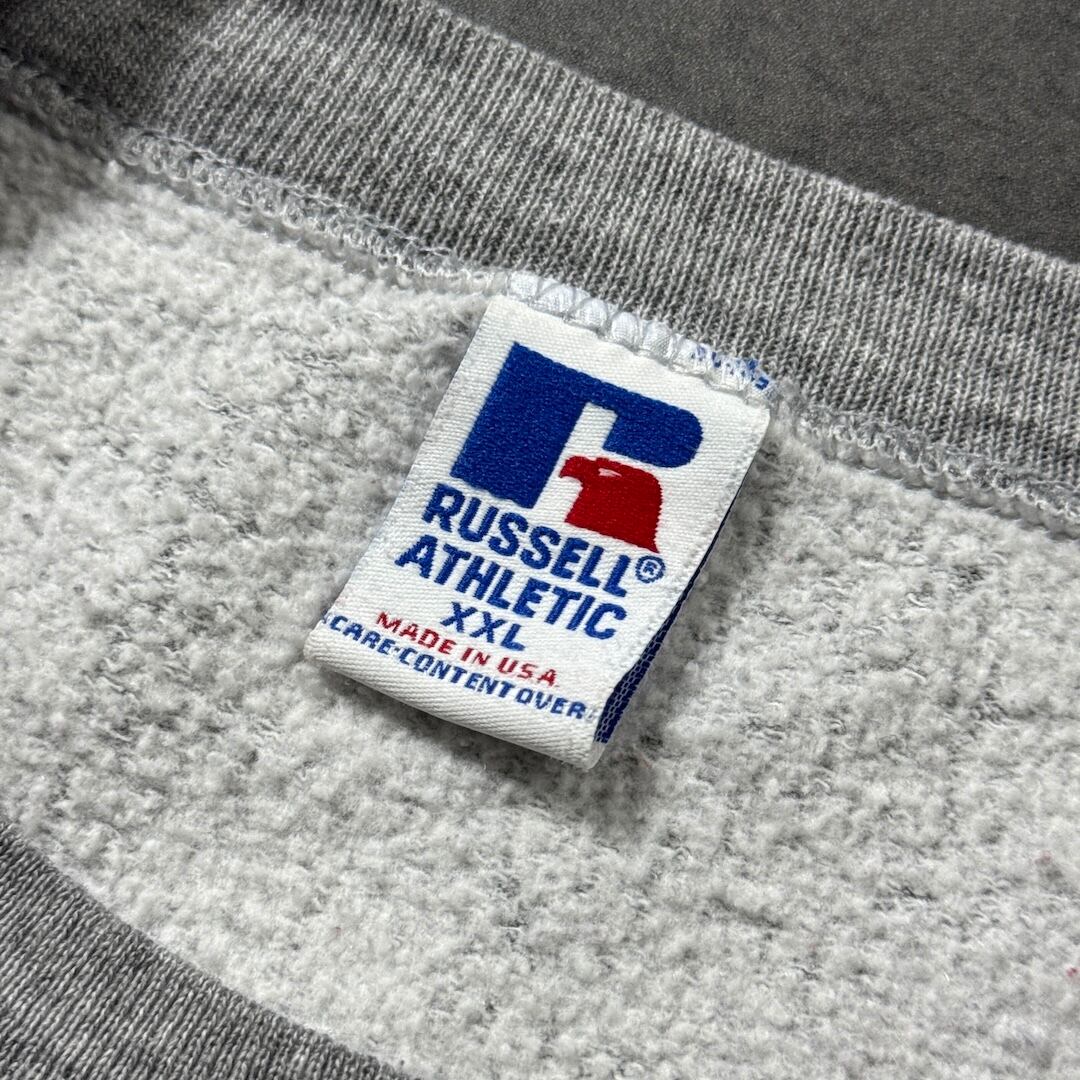 RUSSELL®
ATHLETIC
XXL
MADE IN USA
CARE·CONTENT OVER